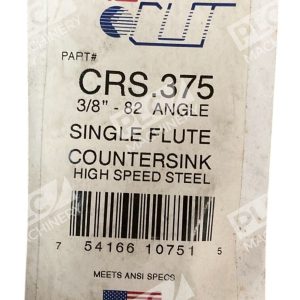 CUT
PART#
CRS.375
3/8" - 82 ANGLE
SINGLE FLUTE
COUNTERSINK
HIGH SPEED STEEL
7 54166 10751 5
MEETS ANSI SPECS